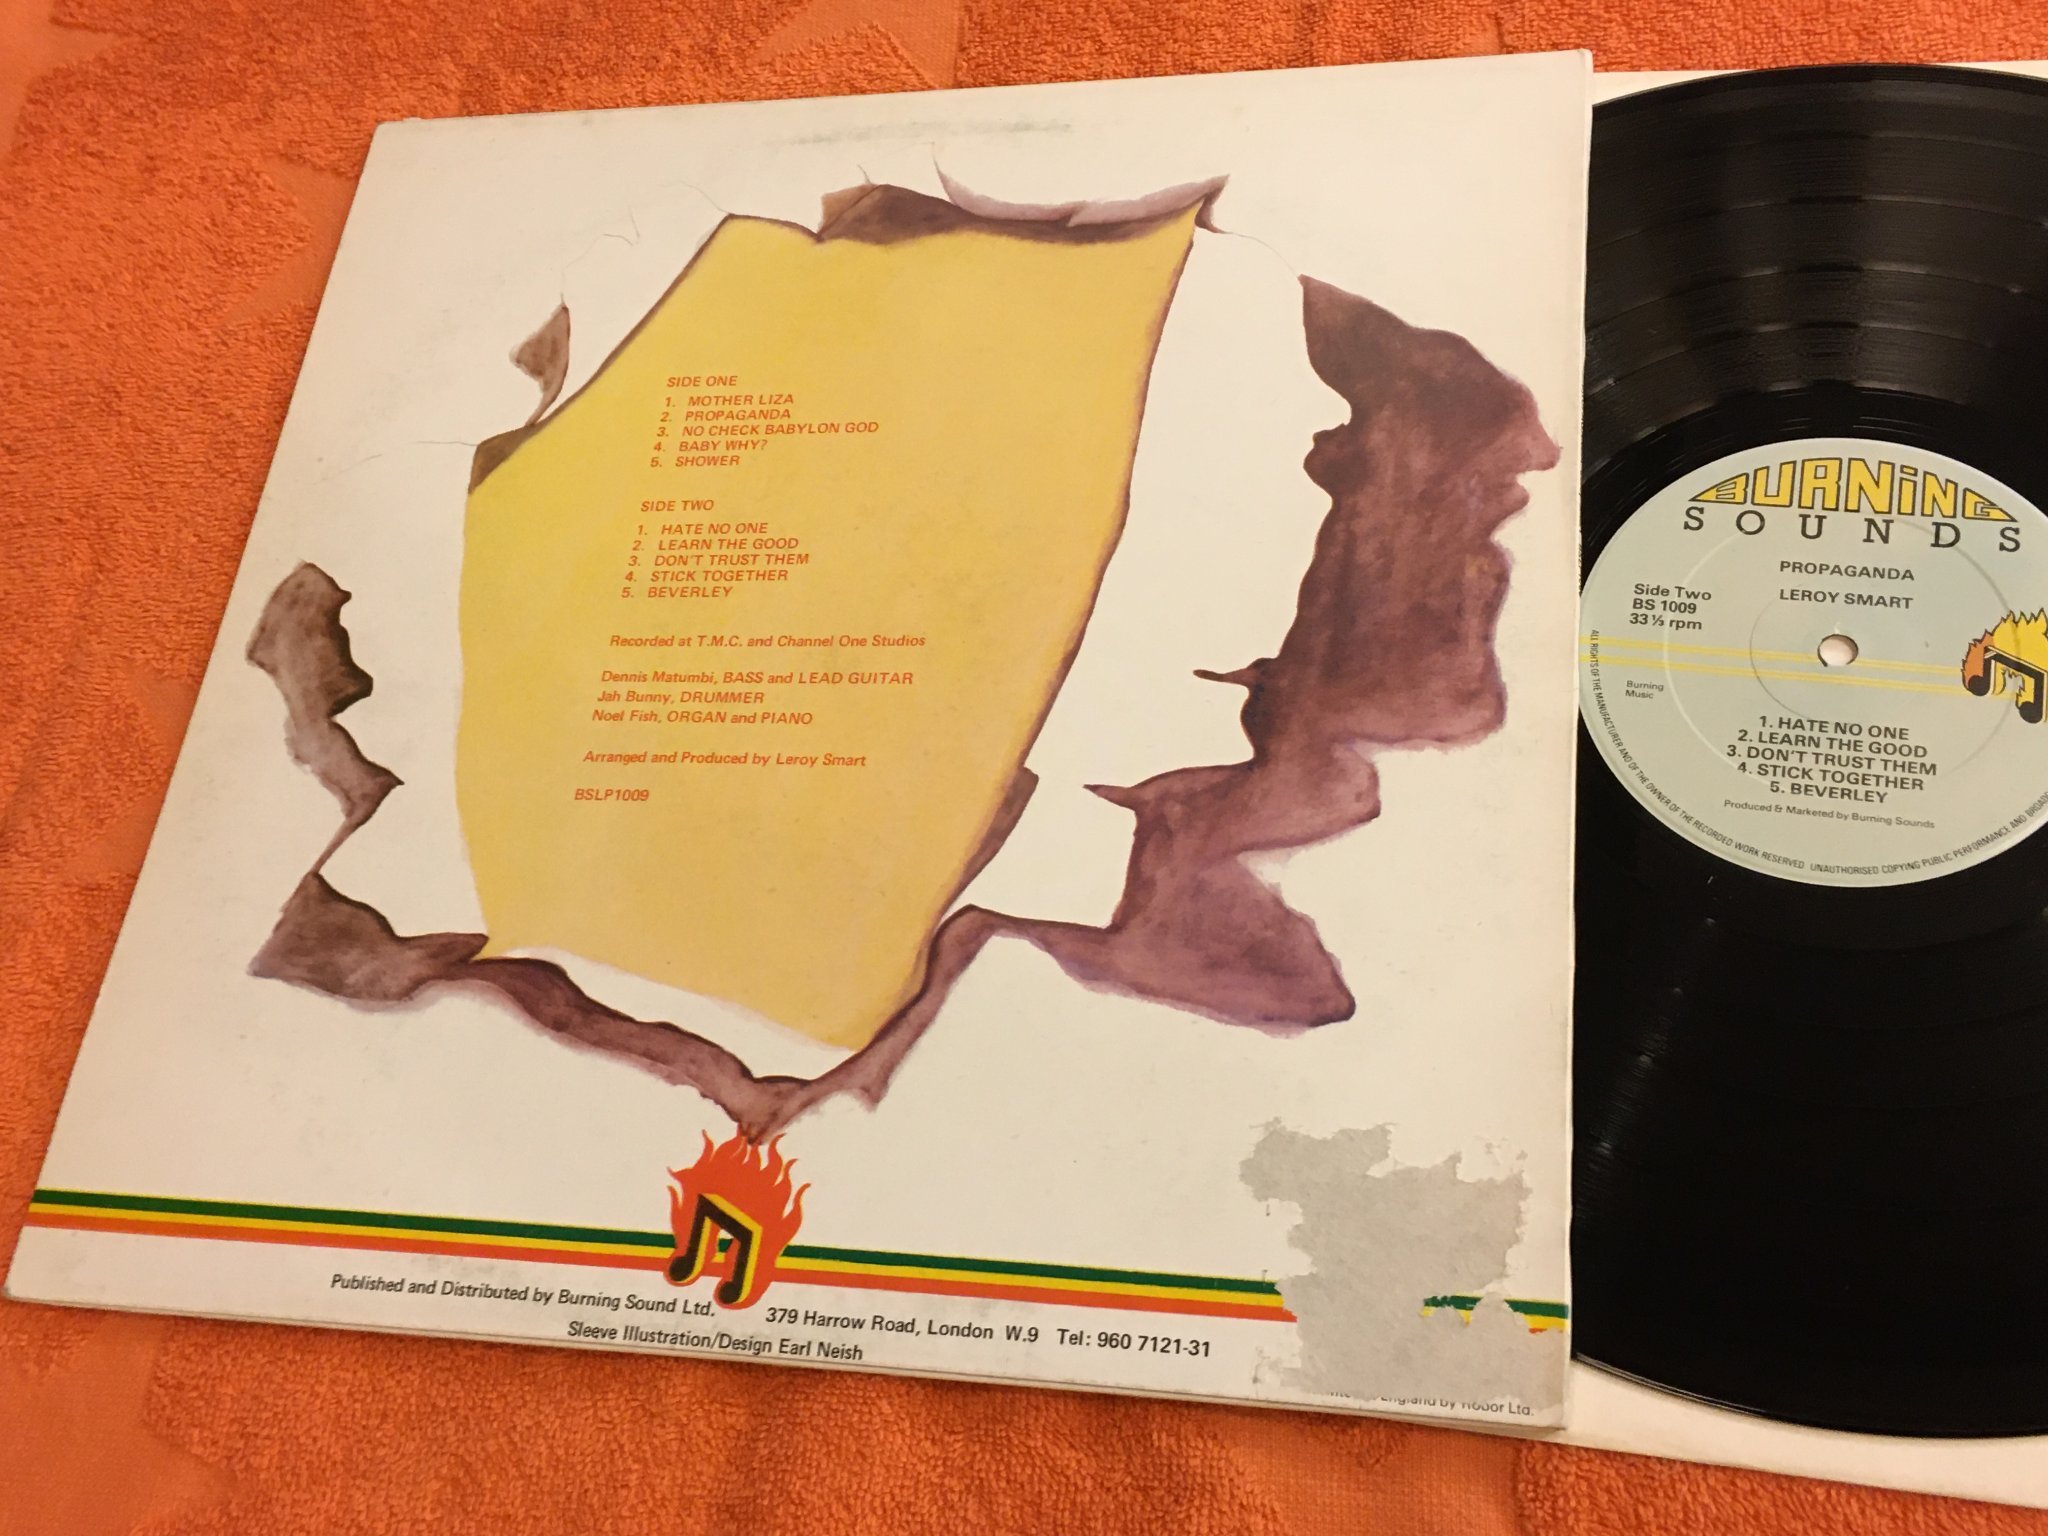 SIDE ONE
1. MOTHER LIZA
2. PROPAGANDA
3. NO CHECK BABYLON GOD
4. BABY WHY?
5. SHOWER
SIDE TWO
1. HATE NO ONE
2. LEARN THE GOOD
3. DON'T TRUST THEM
4. STICK TOGETHER
5. BEVERLEY
Recorded at T.M.C. and Channel One Studios
Dennis Matumbi, BASS and LEAD GUITAR
Jah Bunny, DRUMMER
Noel Fish, ORGAN and PIANO
Arranged and Produced by Leroy Smart
BSLP1009
Published and Distributed by Burning Sound Ltd. 379 Harrow Road, London W.9 Tel: 960 7121-31
Sleeve Illustration/Design Earl Neish
England by Robor Ltd.
BURNiNG
SOUNDS
PROPAGANDA
LEROY SMART
Side Two
BS 1009
33 ⅓ rpm
Burning
Music
1. HATE NO ONE
2. LEARN THE GOOD
3. DON'T TRUST THEM
4. STICK TOGETHER
5. BEVERLEY
Produced & Marketed by Burning Sounds
ALL RIGHTS OF THE MANUFACTURER AND OF THE OWNER OF THE RECORDED WORK RESERVED. UNAUTHORISED COPYING PUBLIC PERFORMANCE AND